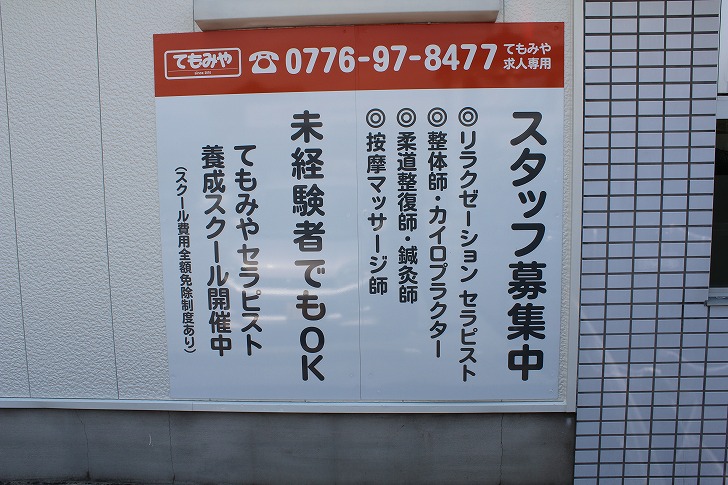 てもみや
☎0776-97-8477
てもみや
求人専用
スタッフ募集中
◎リラクゼーション セラピスト
◎整体師・カイロプラクター
◎柔道整復師・鍼灸師
◎按摩マッサージ師
未経験者でもOK
てもみやセラピスト
養成スクール開催中
(スクール費用全額免除制度あり)